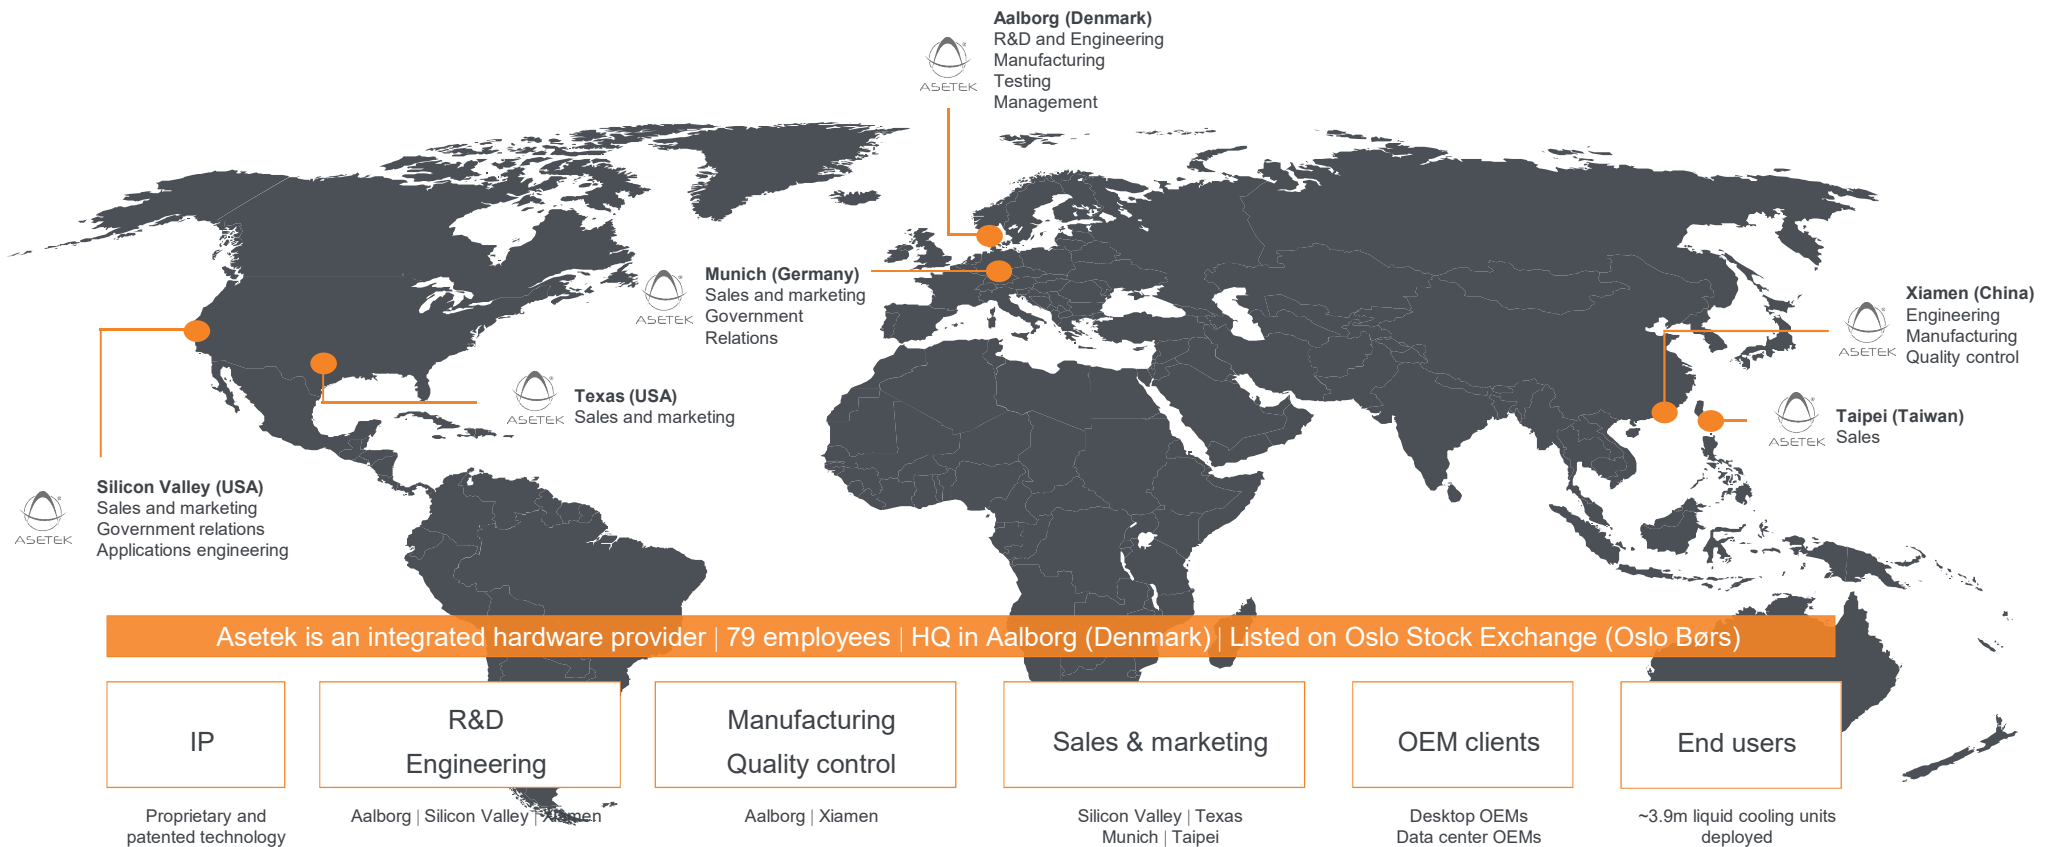 Aalborg (Denmark)
R&D and Engineering
Manufacturing
Testing
Management
ASETEK
Munich (Germany)
Sales and marketing
Government
Relations
ASETEK
Xiamen (China)
Engineering
Manufacturing
Quality control
ASETEK
Texas (USA)
Sales and marketing
ASETEK
Taipei (Taiwan)
Sales
ASETEK
Silicon Valley (USA)
Sales and marketing
Government relations
Applications engineering
ASETEK
Asetek is an integrated hardware provider | 79 employees | HQ in Aalborg (Denmark) | Listed on Oslo Stock Exchange (Oslo Børs)
IP
Proprietary and
patented technology
R&D
Engineering
Aalborg | Silicon Valley | Xiamen
Manufacturing
Quality control
Aalborg | Xiamen
Sales & marketing
Silicon Valley | Texas
Munich | Taipei
OEM clients
Desktop OEMs
Data center OEMs
End users
~3.9m liquid cooling units
deployed